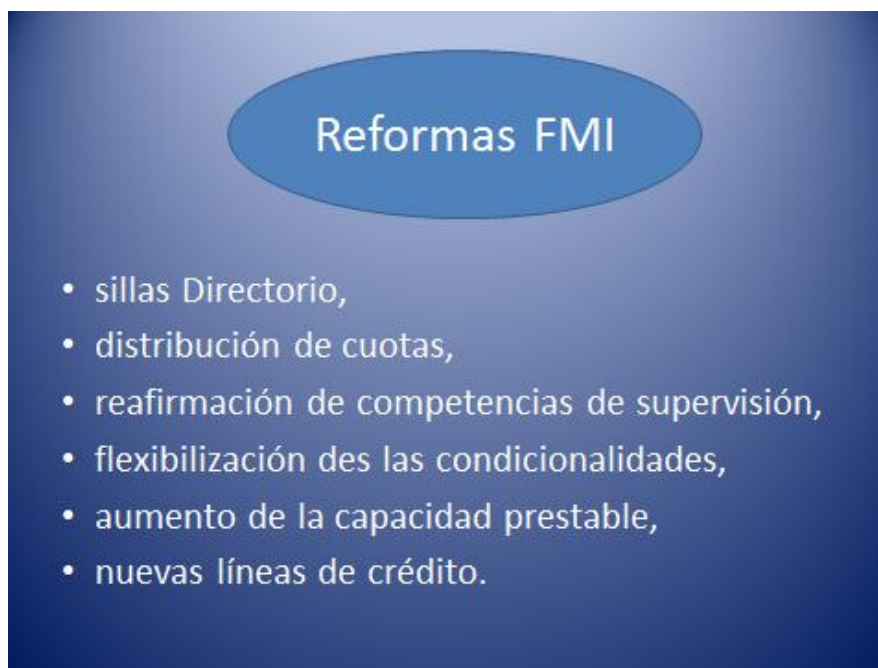 Reformas FMI
• sillas Directorio,
• distribución de cuotas,
• reafirmación de competencias de supervisión,
• flexibilización des las condicionalidades,
• aumento de la capacidad prestable,
• nuevas líneas de crédito.